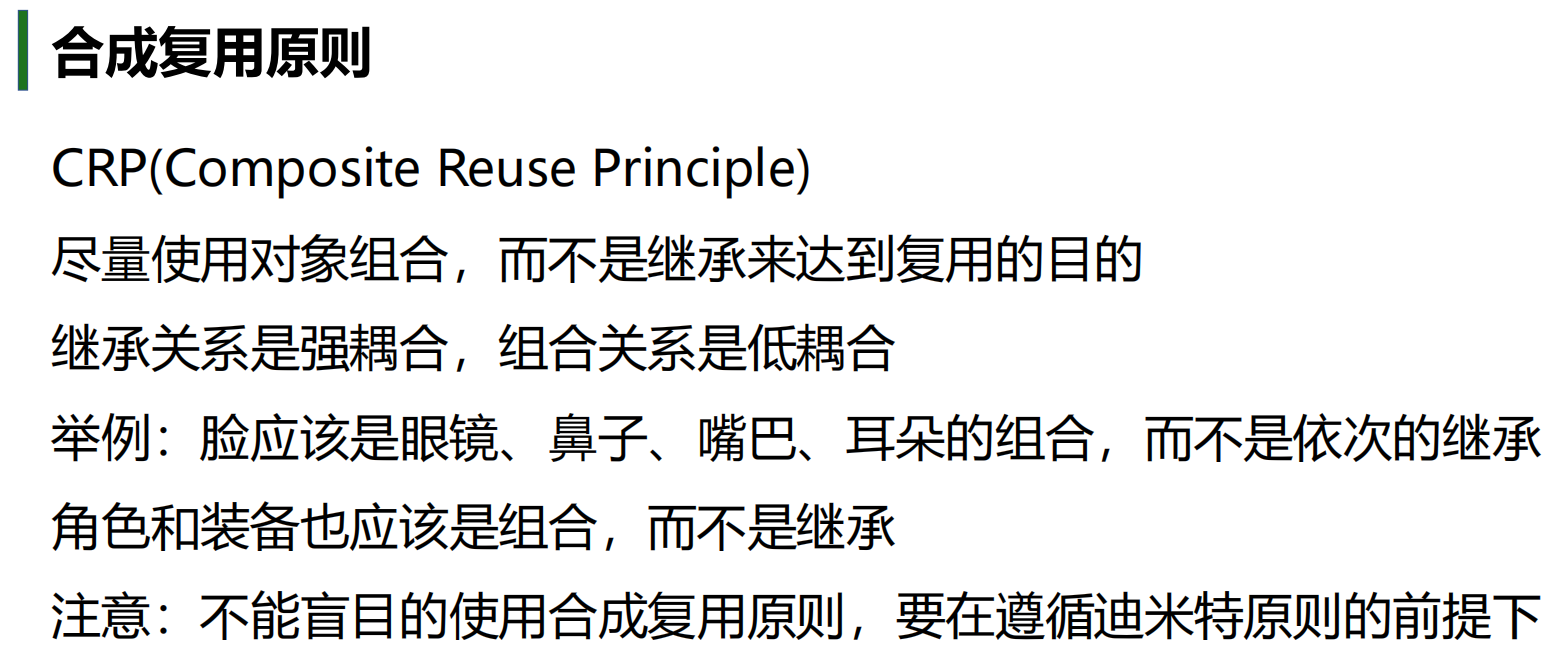 合成复用原则
CRP(Composite Reuse Principle)
尽量使用对象组合，而不是继承来达到复用的目的
继承关系是强耦合，组合关系是低耦合
举例：脸应该是眼镜、鼻子、嘴巴、耳朵的组合，而不是依次的继承
角色和装备也应该是组合，而不是继承
注意：不能盲目的使用合成复用原则，要在遵循迪米特原则的前提下